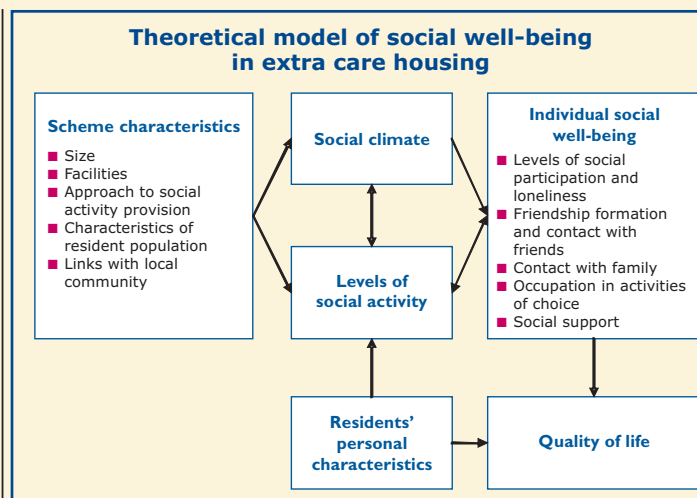 Theoretical model of social well-being
in extra care housing
Scheme characteristics
Size
Facilities
Approach to social
activity provision
Characteristics of
resident population
Links with local
community
Social climate
Levels of
social activity
Residents'
personal
characteristics
Individual social
well-being
Levels of social
participation and
loneliness
Friendship formation
and contact with
friends
Contact with family
Occupation in activities
of choice
Social support
Quality of life